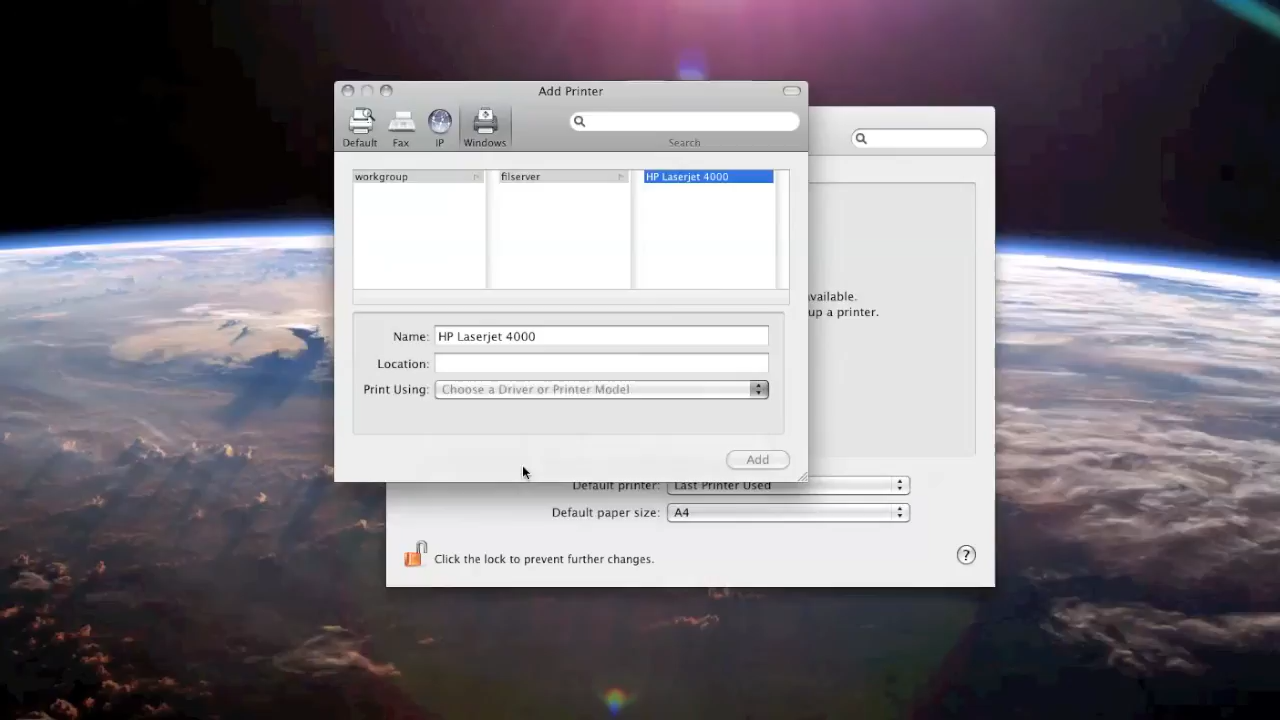 Add Printer
Default Fax IP Windows
Search
workgroup filserver HP Laserjet 4000
available.
up a printer.
Name: HP Laserjet 4000
Location:
Print Using: Choose a Driver or Printer Model
Add
Default printer: Last Printer Used
Default paper size: A4
Click the lock to prevent further changes.
?